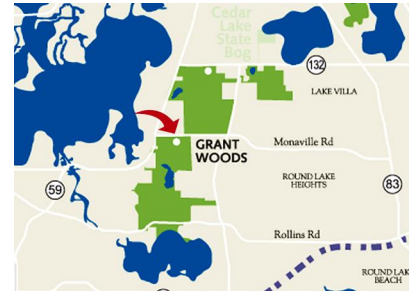 Cedar
Lake
State
Bog
132
LAKE VILLA
GRANT
WOODS
Monaville Rd
ROUND LAKE
HEIGHTS
59
83
Rollins Rd
ROUND LAK
BEACH